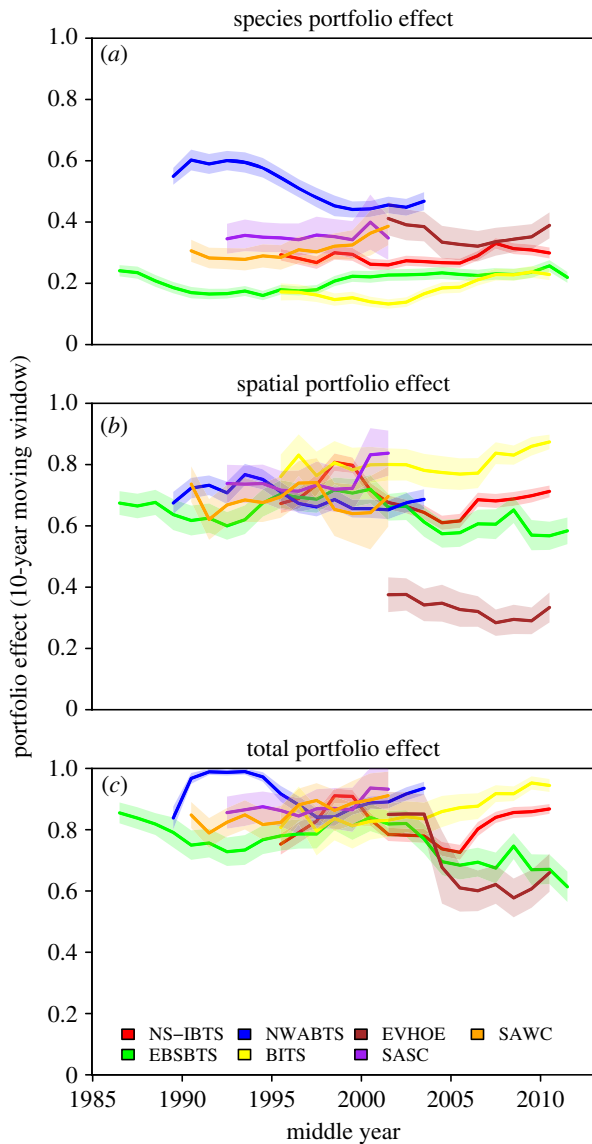 species portfolio effect
(a)
1.0
0.8
0.6
0.4
0.2
0
spatial portfolio effect
(b)
1.0
0.8
0.6
0.4
0.2
0
portfolio effect (10-year moving window)
total portfolio effect
(c)
1.0
0.8
0.6
0.4
0.2
0
NS–IBTS NWABTS EVHOE SAWC
EBSBTS BITS SASC
1985 1990 1995 2000 2005 2010
middle year